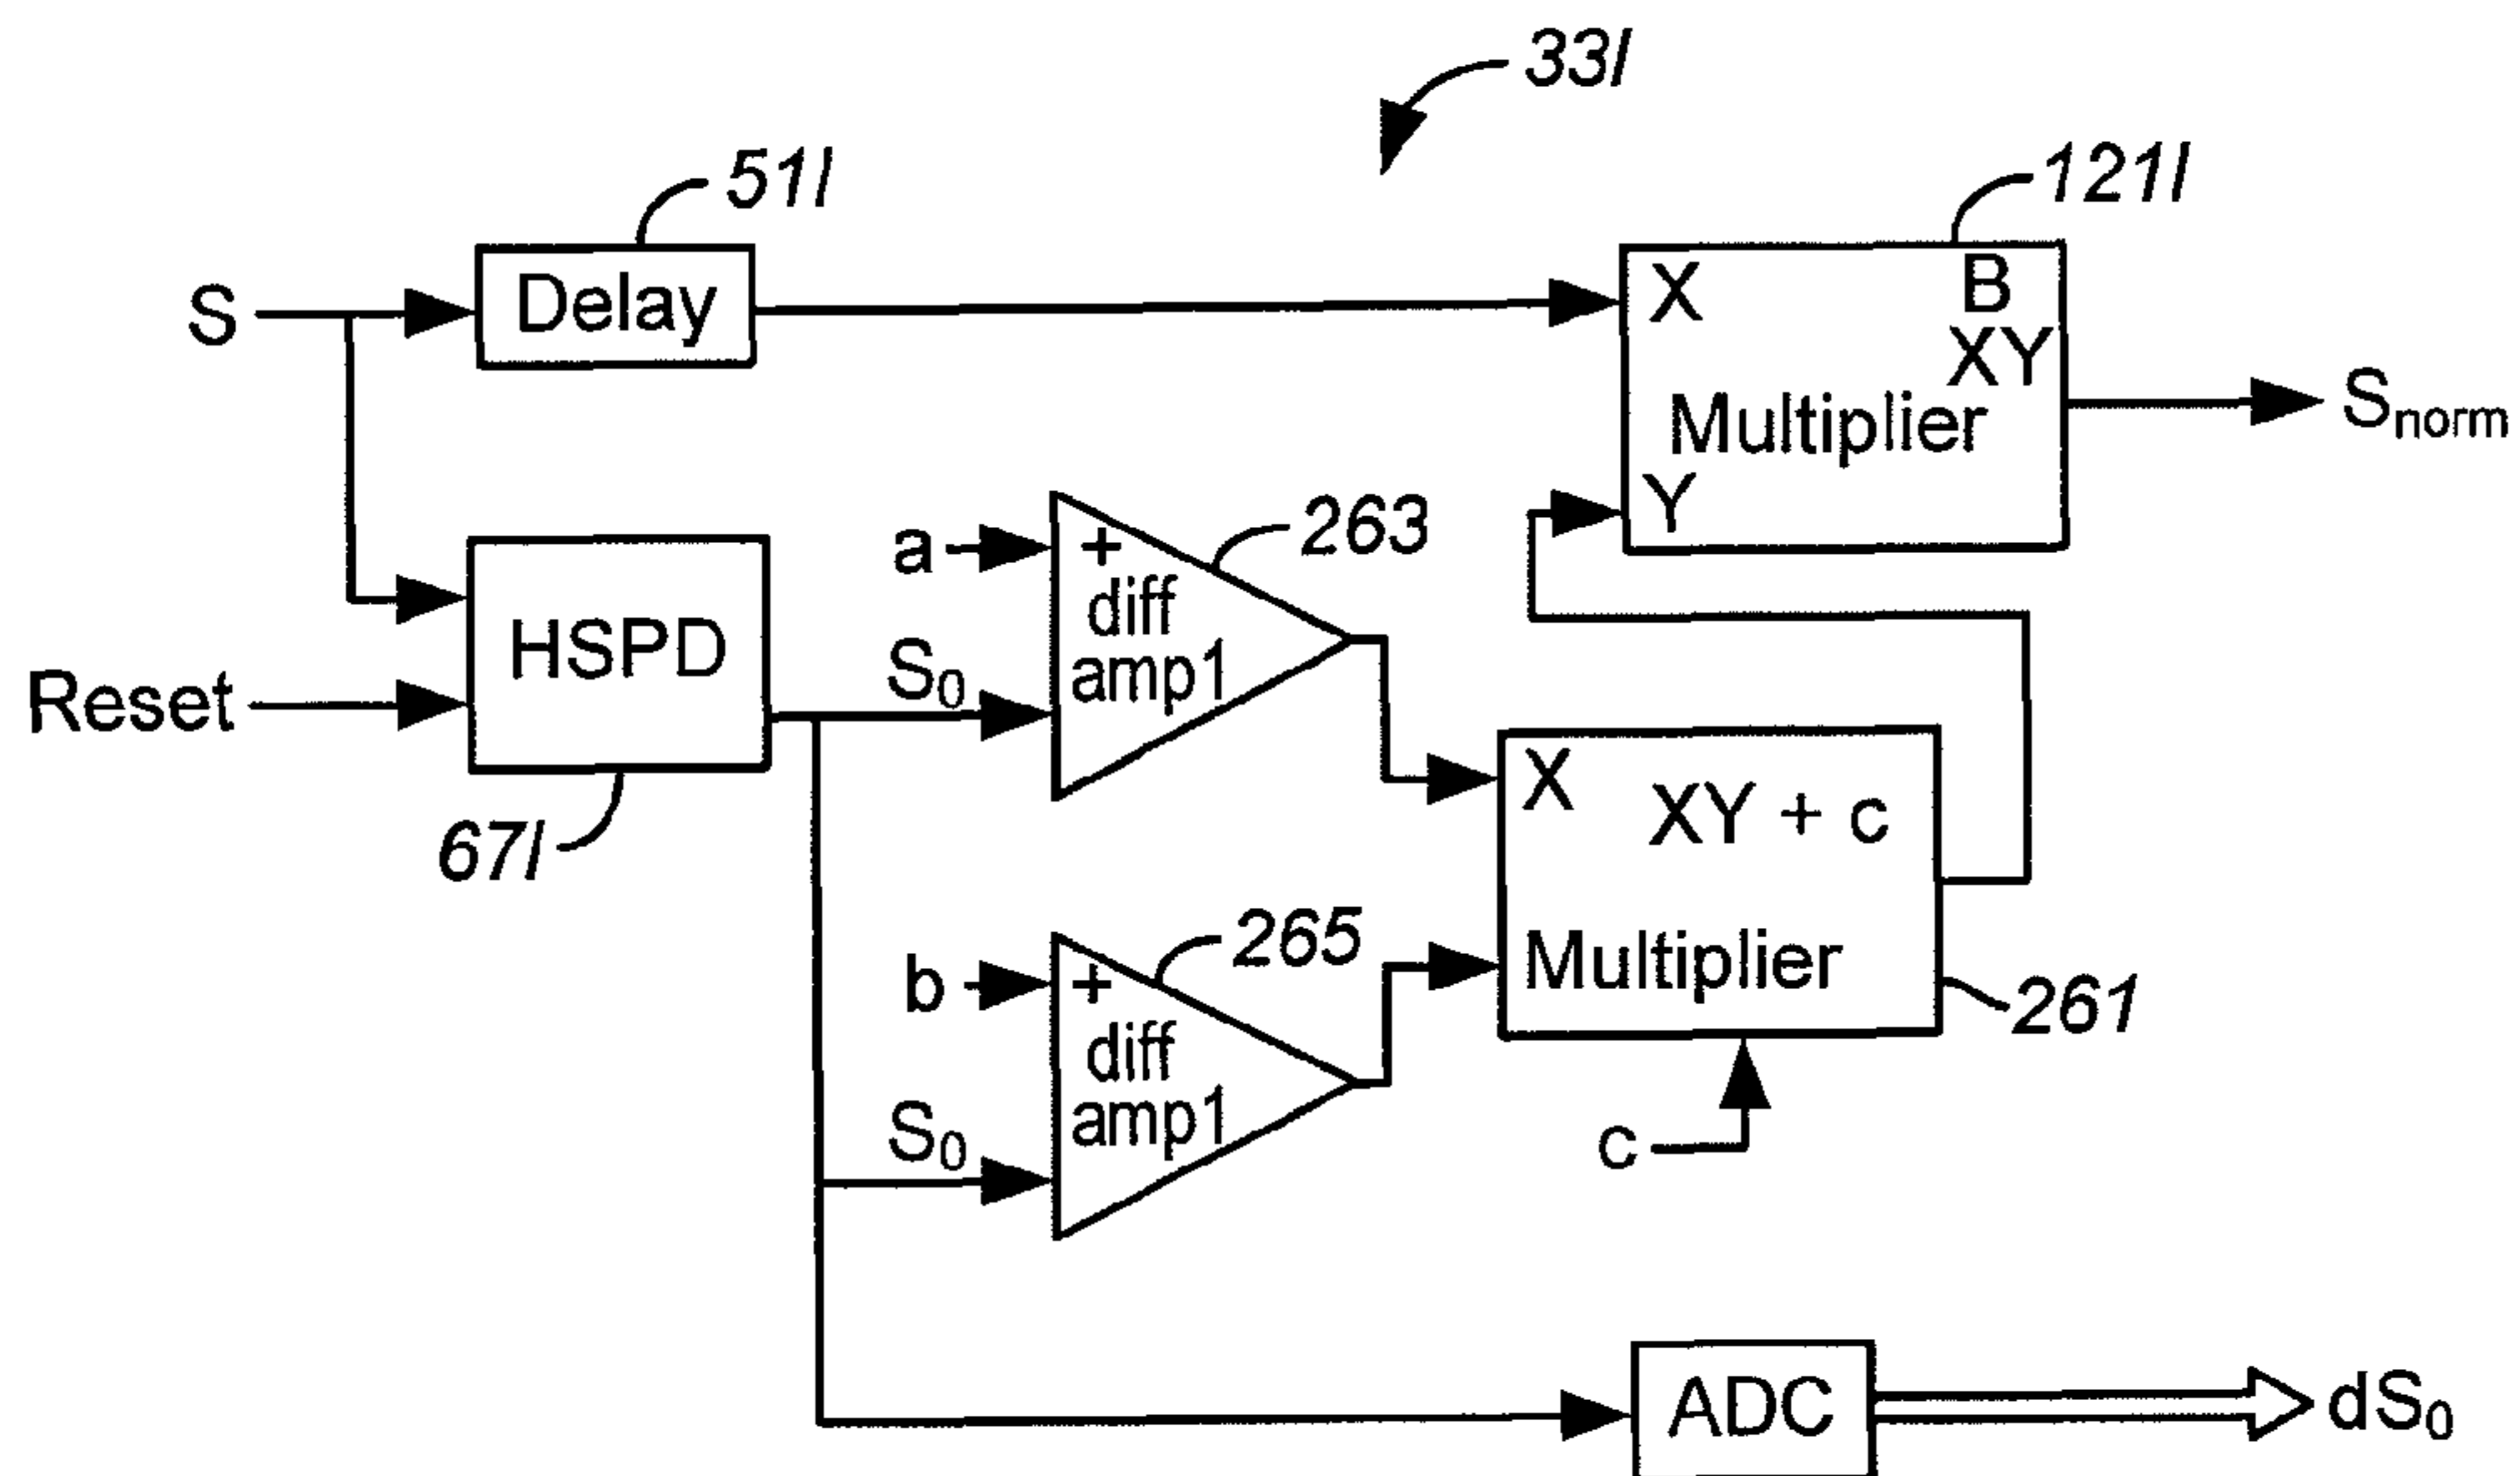 33I
51I
121I
S
Delay
X
B
XY
Multiplier
Y
S_norm
a
+
diff
amp1
263
HSPD
S₀
Reset
67I
X
XY + c
Multiplier
261
b
+
diff
amp1
265
S₀
c
ADC
dS₀